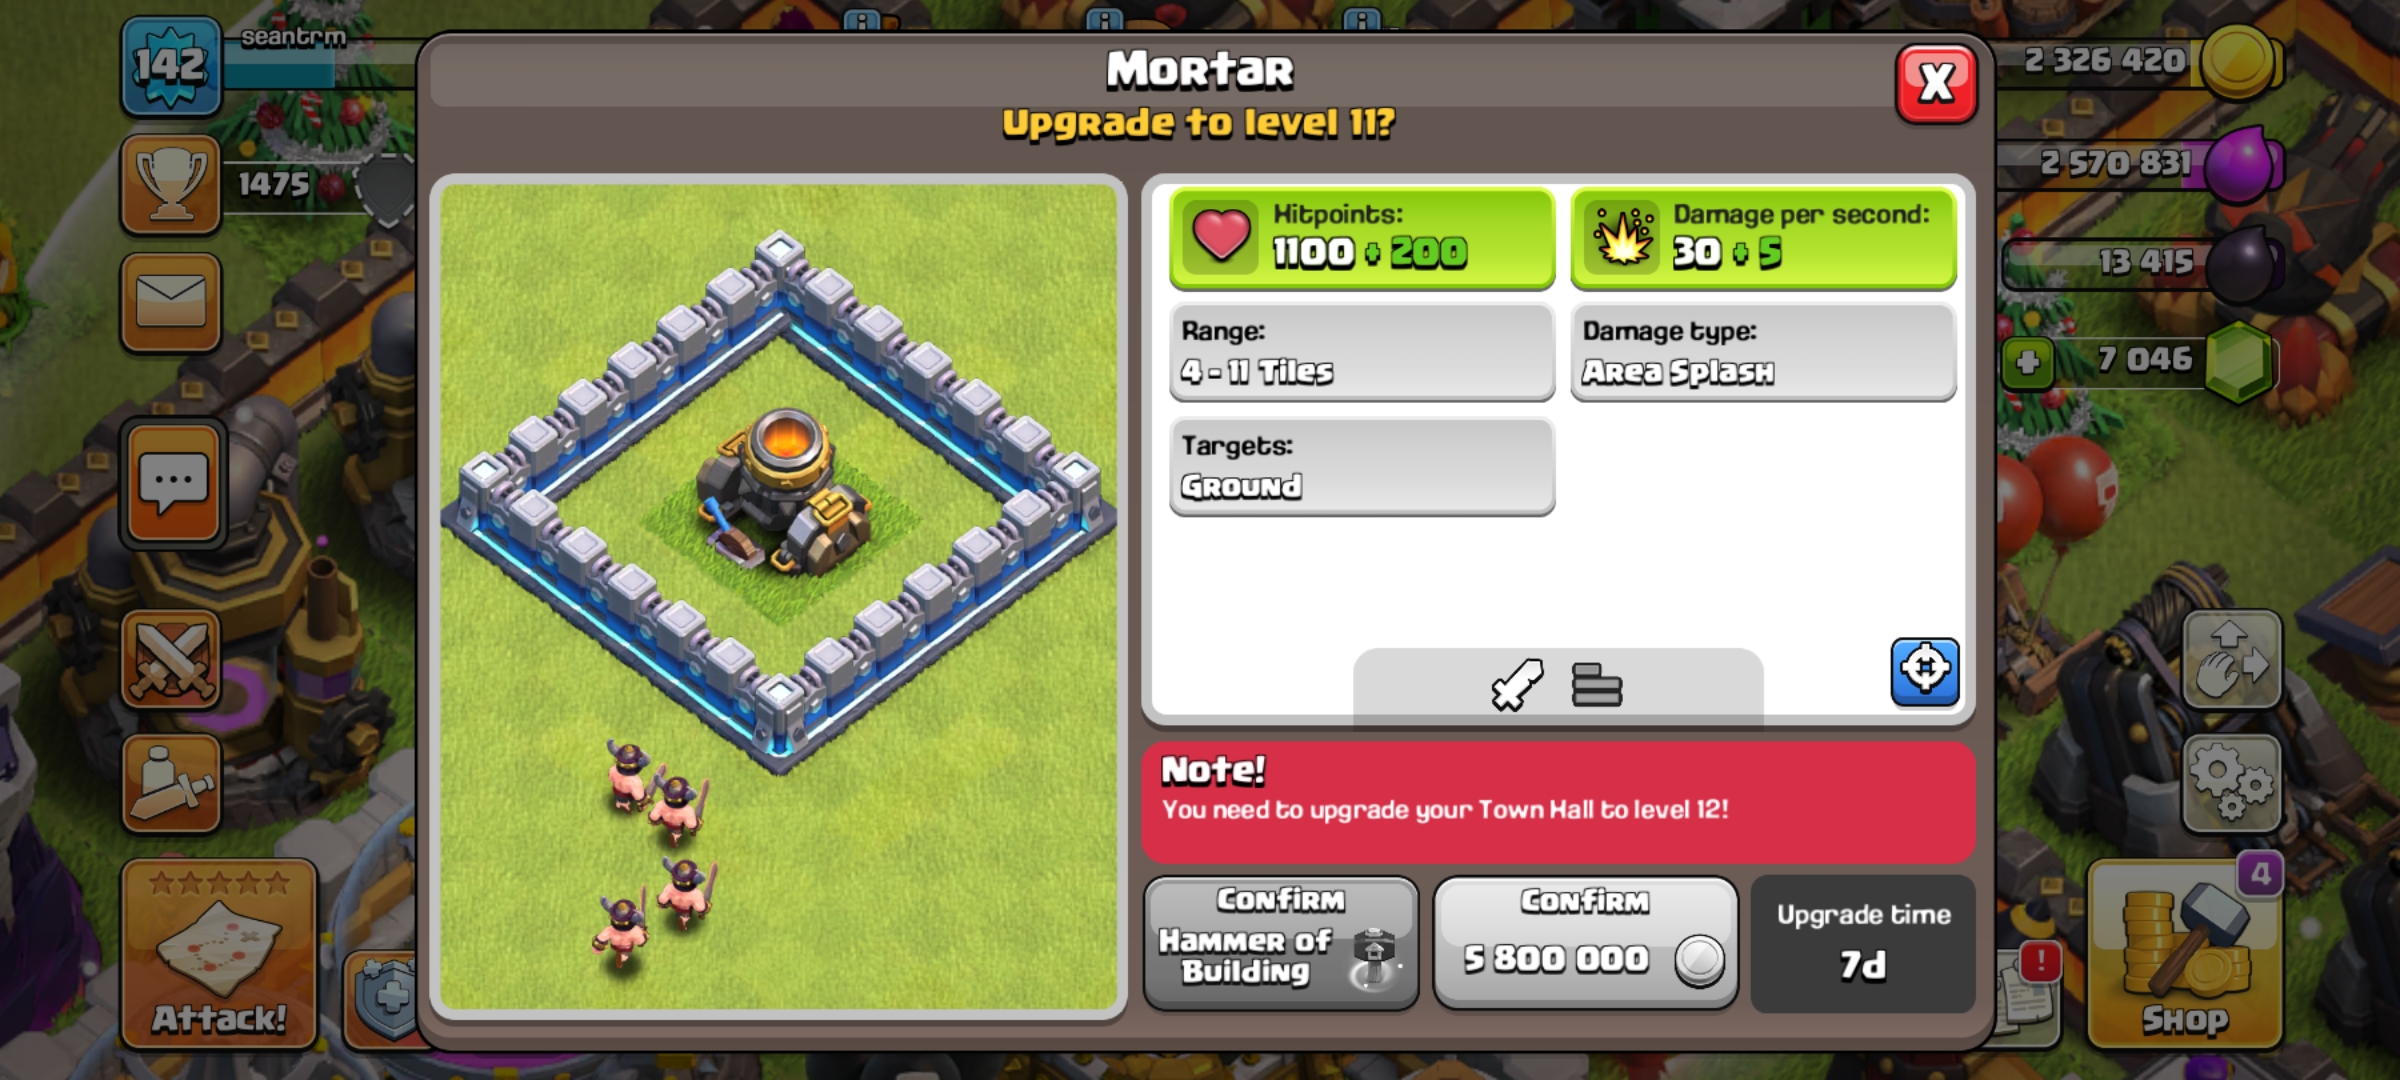 142
seantrm
1475
Attack!
Mortar
Upgrade to level 11?
X
Hitpoints:
1100 + 200
Damage per second:
30 + 5
Range:
4 - 11 Tiles
Damage type:
Area Splash
Targets:
Ground
Note!
You need to upgrade your Town Hall to level 12!
Confirm
Hammer of
Building
Confirm
5 800 000
Upgrade time
7d
2 326 420
2 570 831
13 415
+
7 046
!
4
Shop